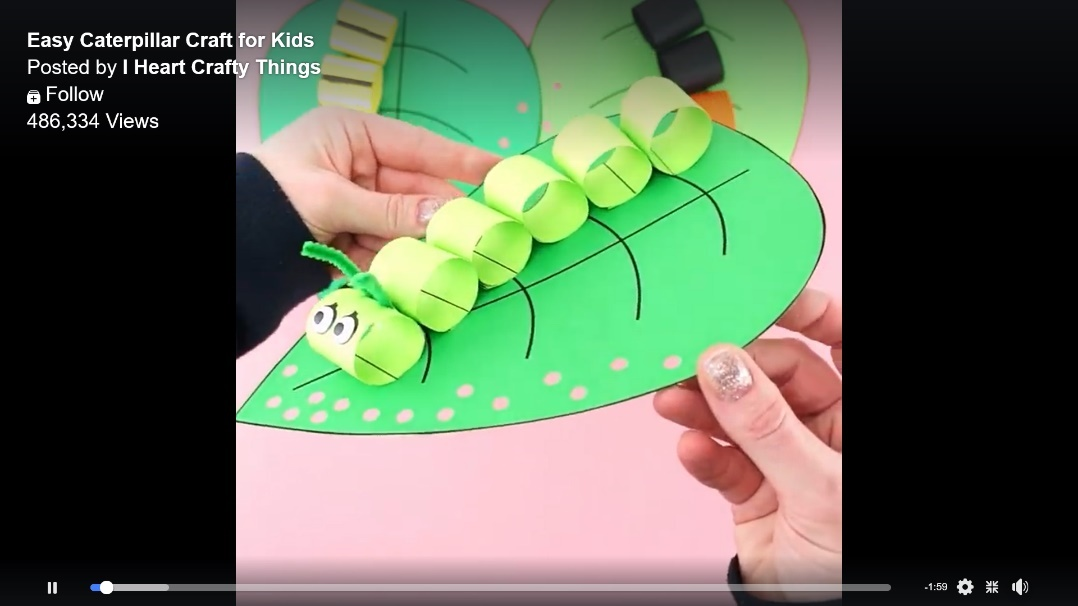 Easy Caterpillar Craft for Kids
Posted by I Heart Crafty Things
Follow
486,334 Views
-1:59